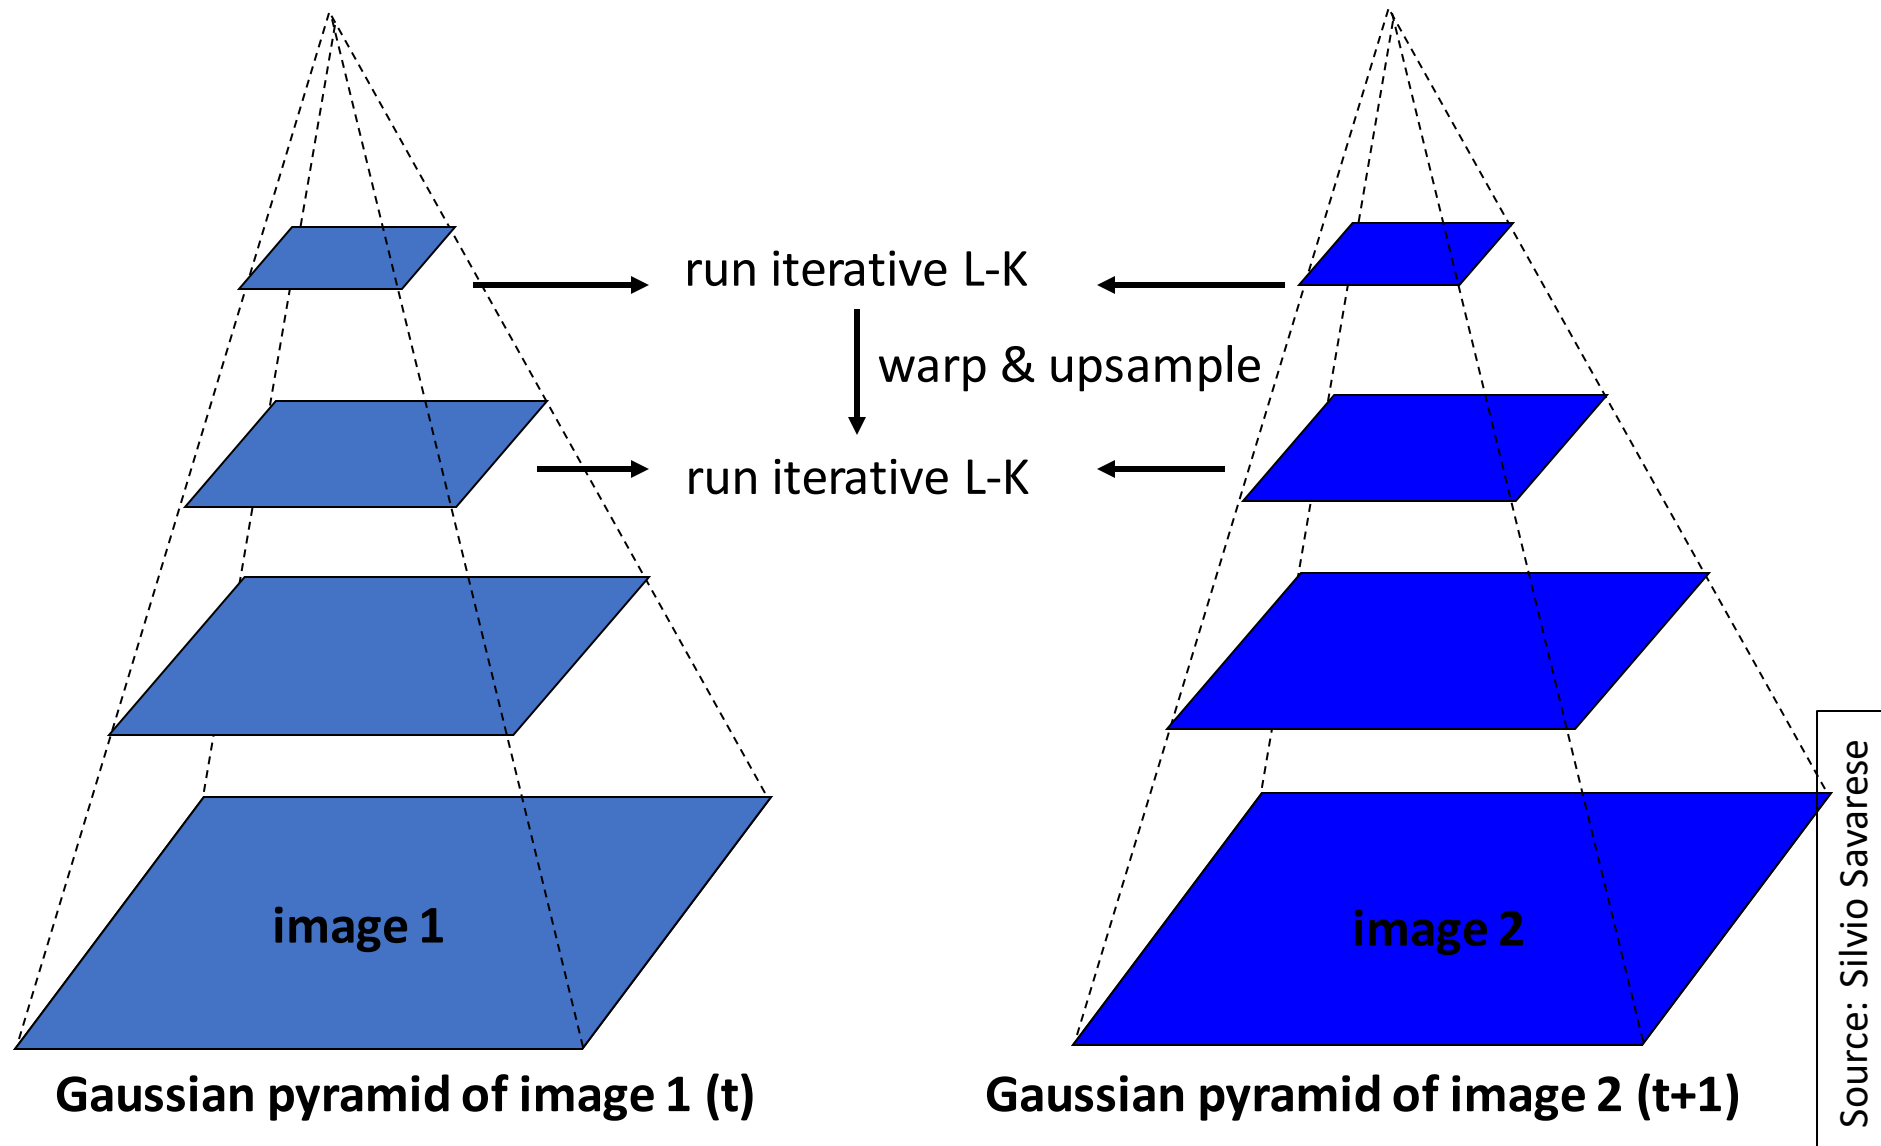 run iterative L-K
warp & upsample
run iterative L-K
image 1
image 2
Gaussian pyramid of image 1 (t)
Gaussian pyramid of image 2 (t+1)
Source: Silvio Savarese